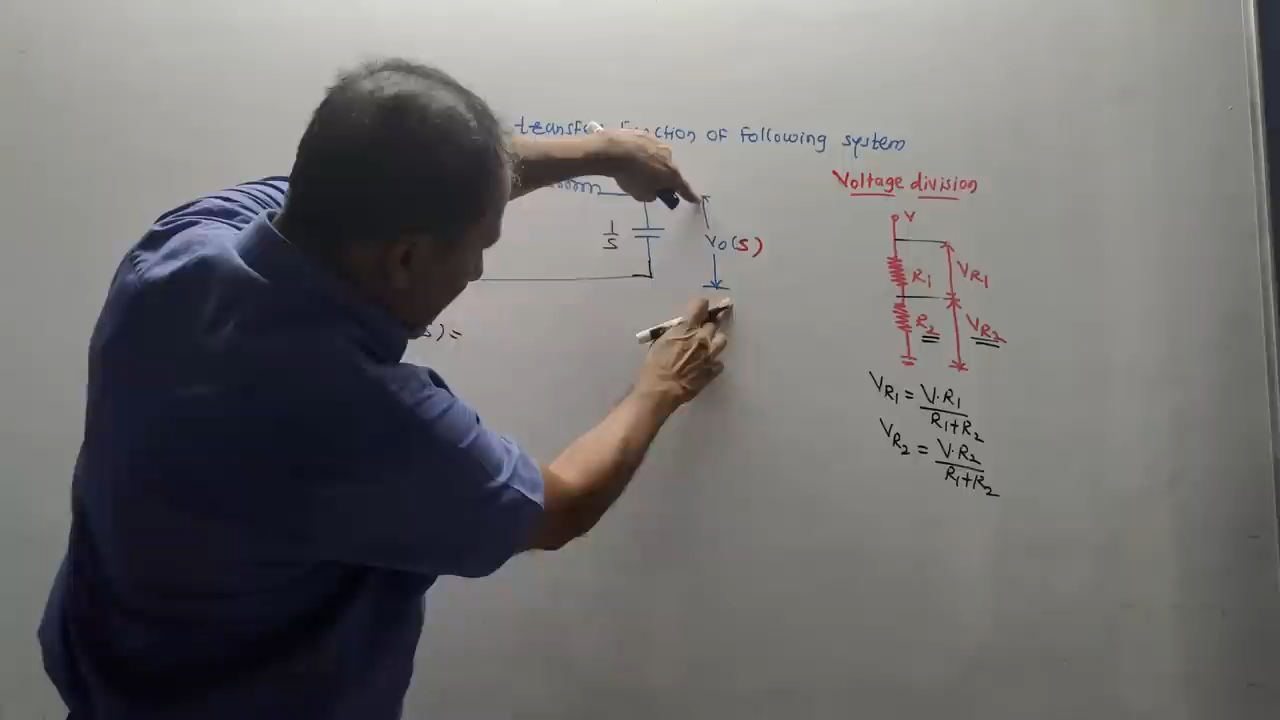 transfer function of following system
Voltage division
V
1/S
Vo(S)
R1
VR1
R2
VR2
S) =
VR1 = V·R1 / R1+R2
VR2 = V·R2 / R1+R2